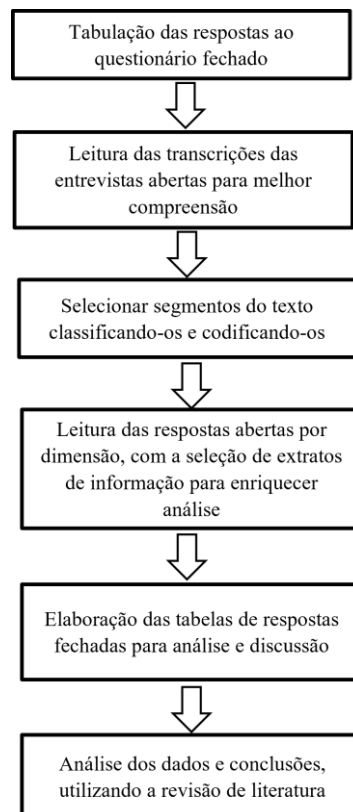 Tabulação das respostas ao
questionário fechado
Leitura das transcrições das
entrevistas abertas para melhor
compreensão
Selecionar segmentos do texto
classificando-os e codificando-os
Leitura das respostas abertas por
dimensão, com a seleção de extratos
de informação para enriquecer
análise
Elaboração das tabelas de respostas
fechadas para análise e discussão
Análise dos dados e conclusões,
utilizando a revisão de literatura